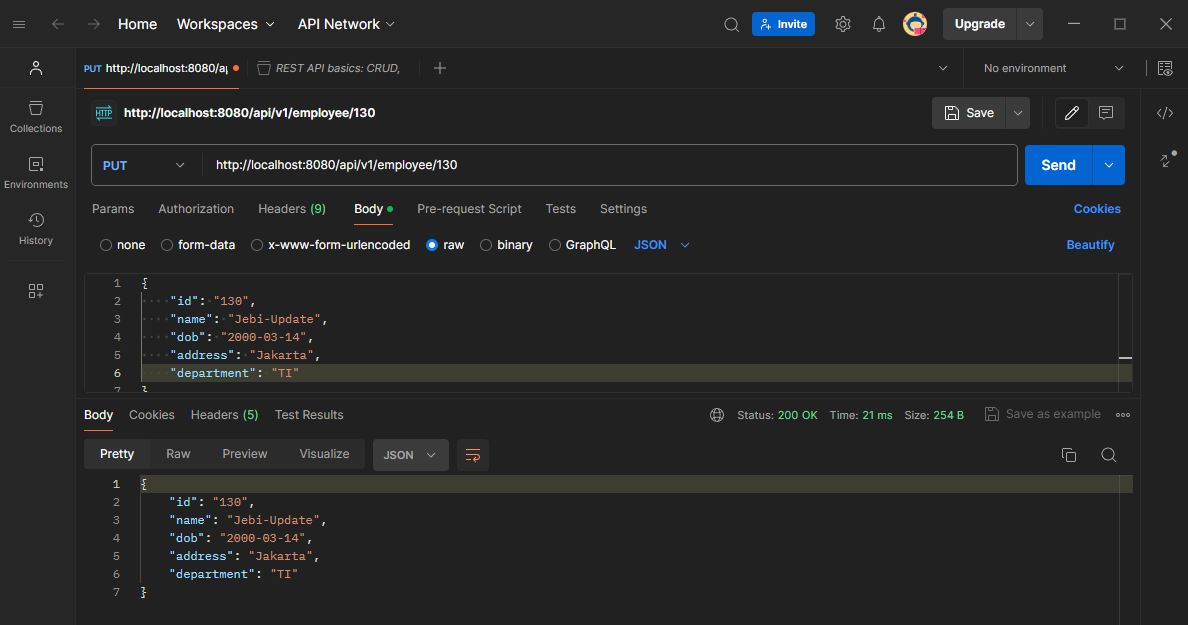 Home Workspaces API Network Invite Upgrade
PUT http://localhost:8080/ap REST API basics: CRUD, No environment
http://localhost:8080/api/v1/employee/130 Save
Collections
Environments
History
PUT http://localhost:8080/api/v1/employee/130 Send
Params Authorization Headers (9) Body Pre-request Script Tests Settings Cookies
none form-data x-www-form-urlencoded raw binary GraphQL JSON Beautify
1 {
2 "id": "130",
3 "name": "Jebi-Update",
4 "dob": "2000-03-14",
5 "address": "Jakarta",
6 "department": "TI"
7 }
Body Cookies Headers (5) Test Results Status: 200 OK Time: 21 ms Size: 254 B Save as example
Pretty Raw Preview Visualize JSON
1 {
2 "id": "130",
3 "name": "Jebi-Update",
4 "dob": "2000-03-14",
5 "address": "Jakarta",
6 "department": "TI"
7 }